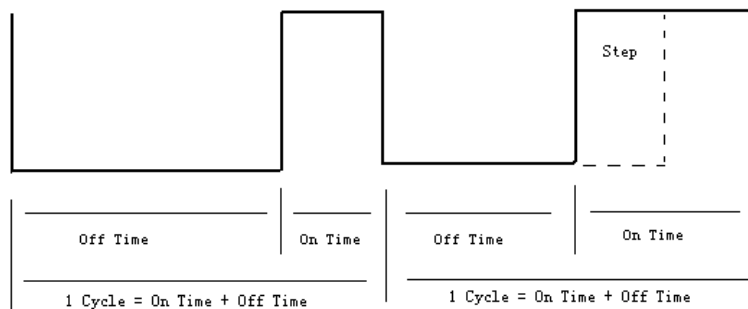 Step
Off Time
On Time
Off Time
On Time
1 Cycle = On Time + Off Time
1 Cycle = On Time + Off Time